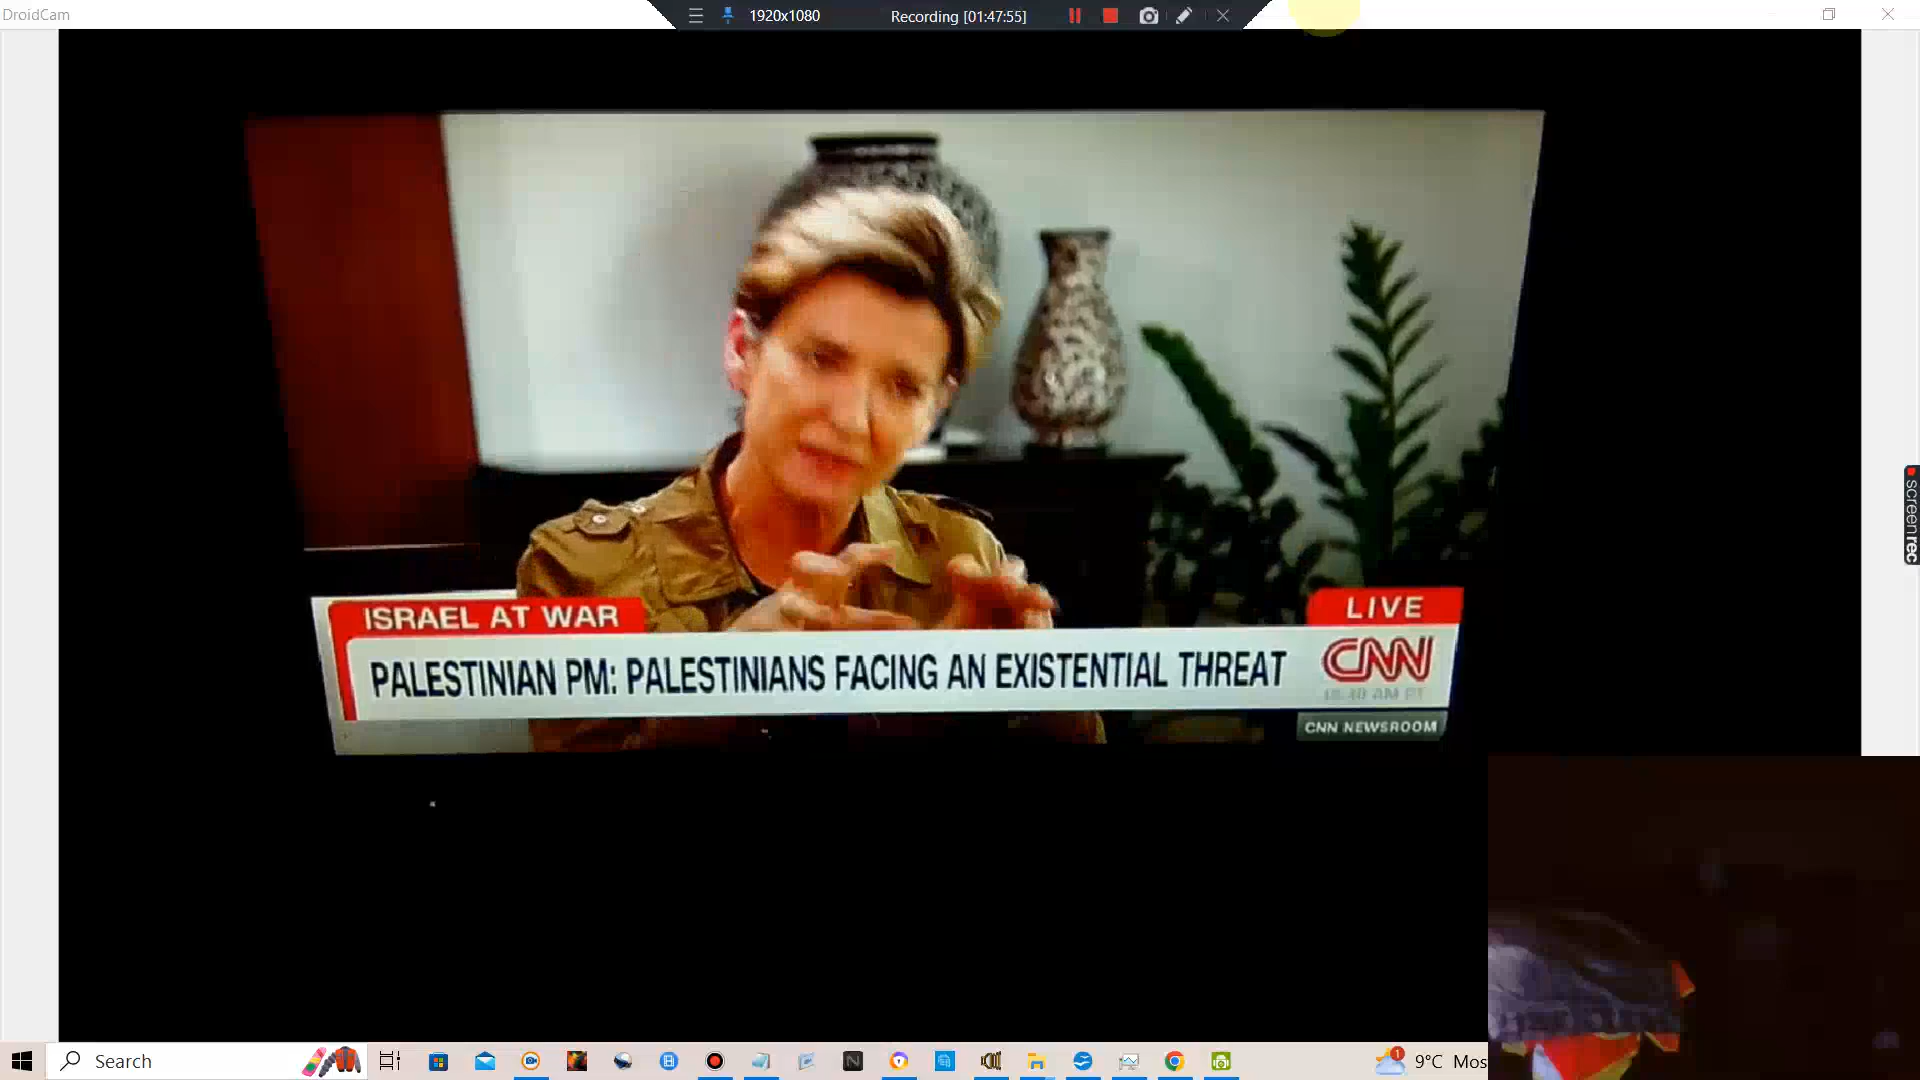 DroidCam
1920x1080
Recording [01:47:55]
screenrec
ISRAEL AT WAR
LIVE
PALESTINIAN PM: PALESTINIANS FACING AN EXISTENTIAL THREAT
CNN
CNN NEWSROOM
Search
1
9°C Mos